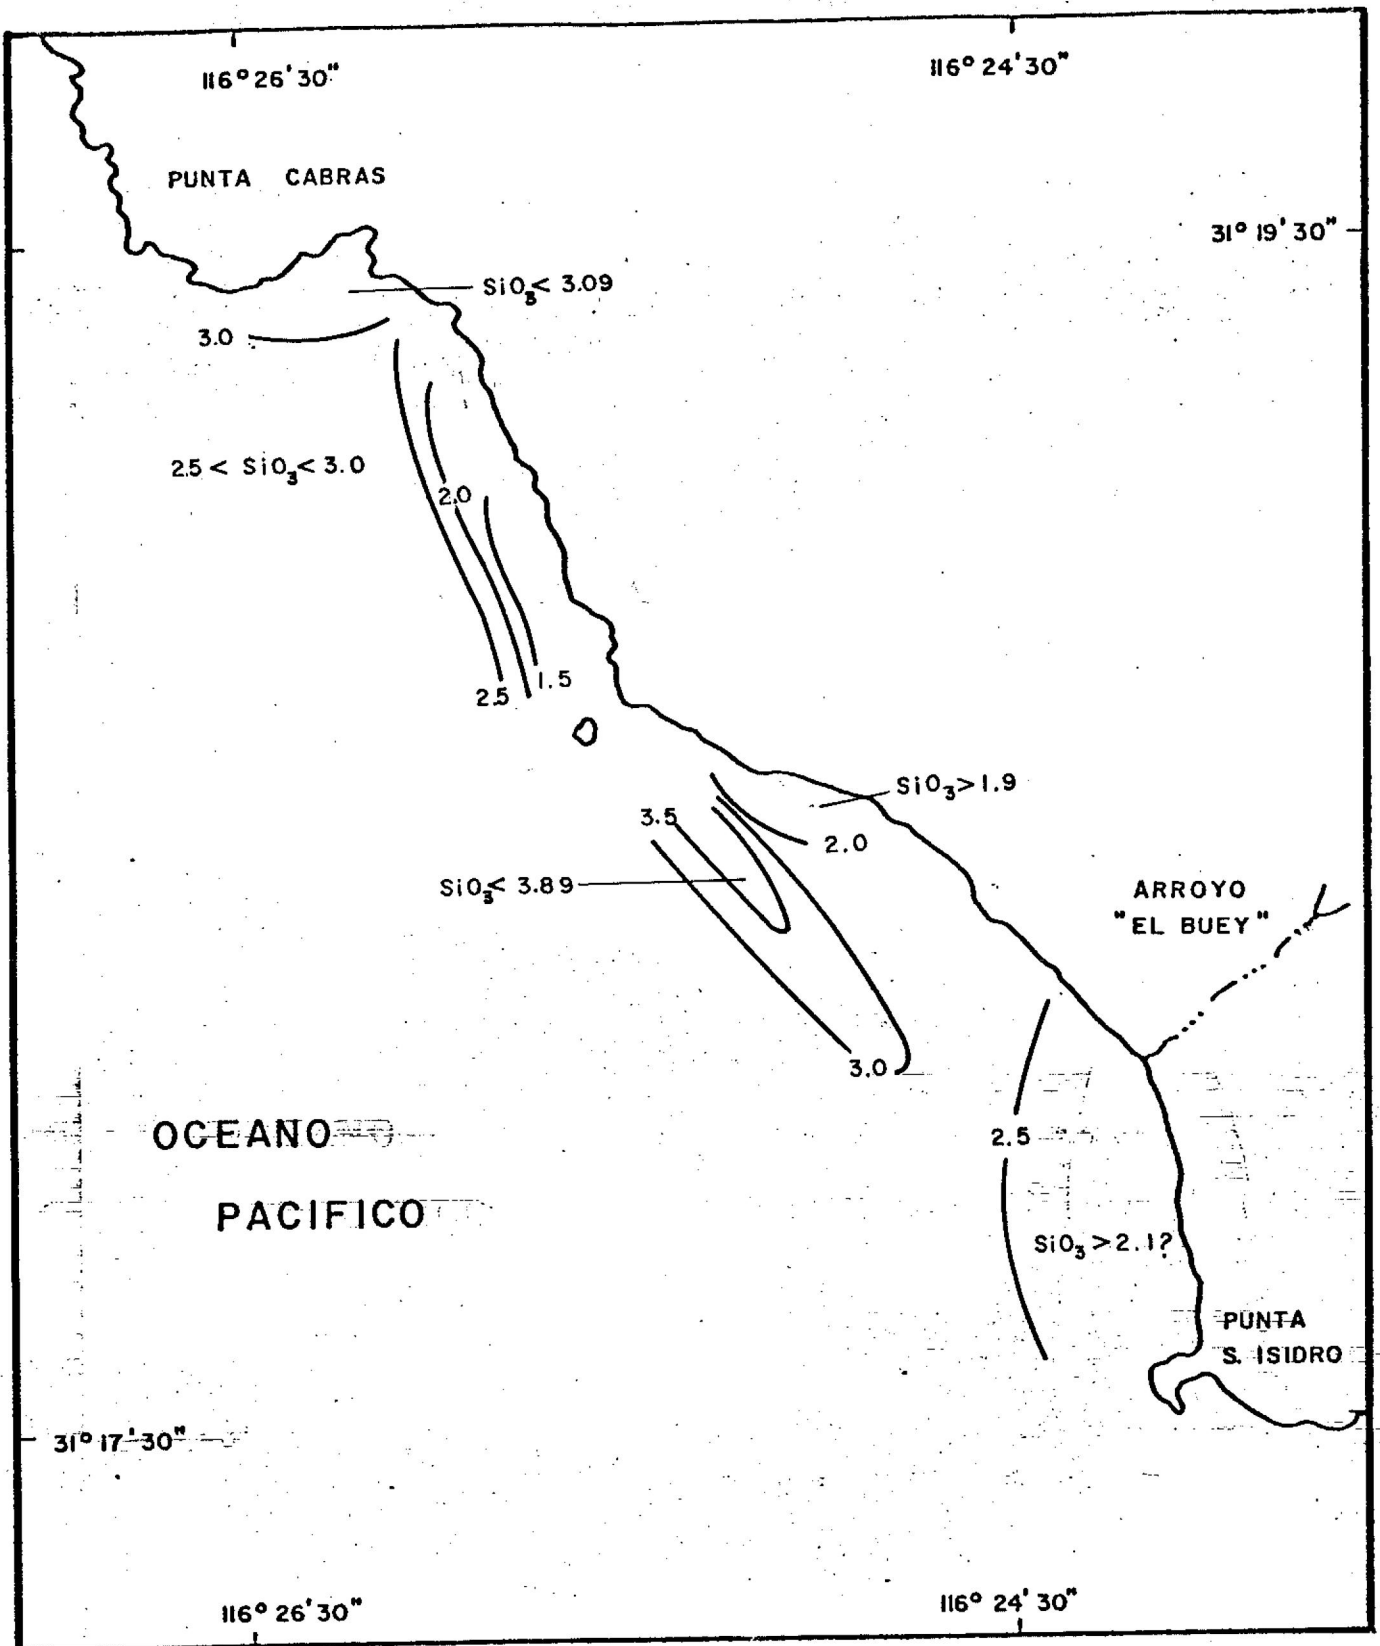 116° 26' 30"
116° 24' 30"
PUNTA CABRAS
31° 19' 30"
SiO₃< 3.09
3.0
2.5 < SiO₃< 3.0
2.0
1.5
2.5
SiO₃>1.9
3.5
2.0
SiO₃< 3.89
ARROYO
"EL BUEY"
3.0
OCEANO
2.5
PACIFICO
SiO₃ >2.1?
PUNTA
S. ISIDRO
31° 17' 30"
116° 26' 30"
116° 24' 30"